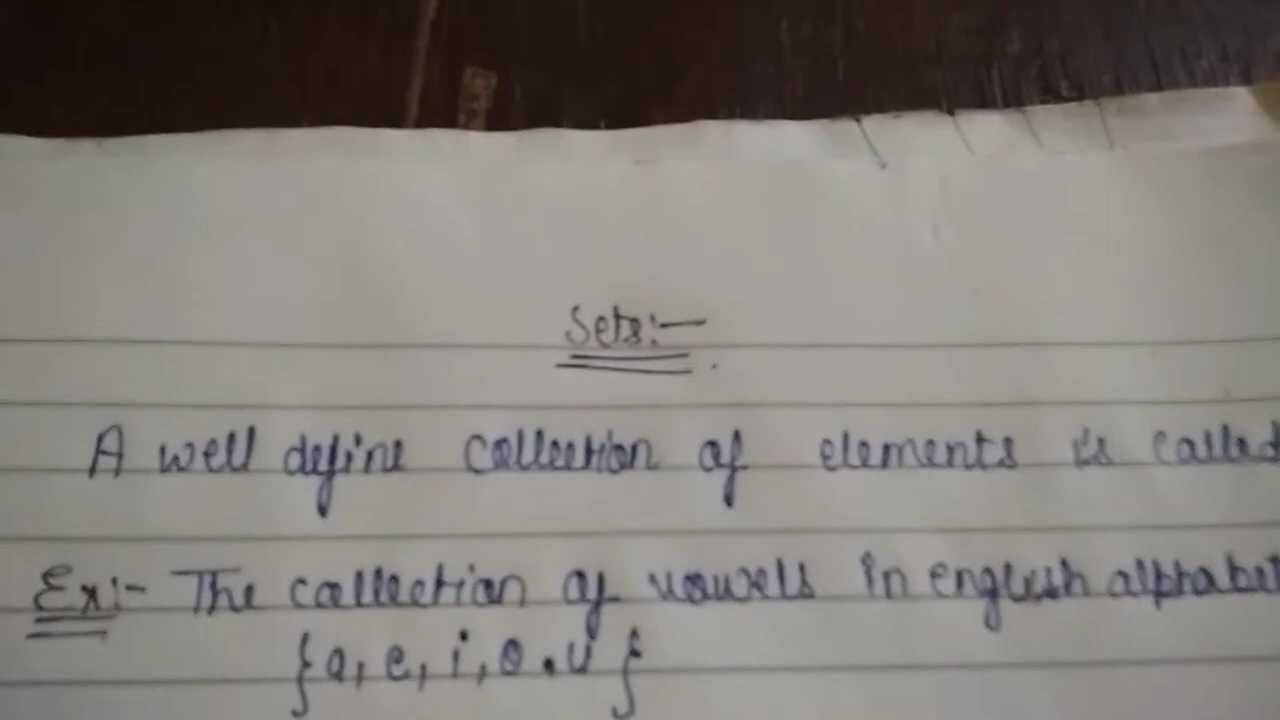 Sets:-
A well define collection of elements is called
Ex:- The collection of vowels in english alphabet
{a, e, i, o . u }